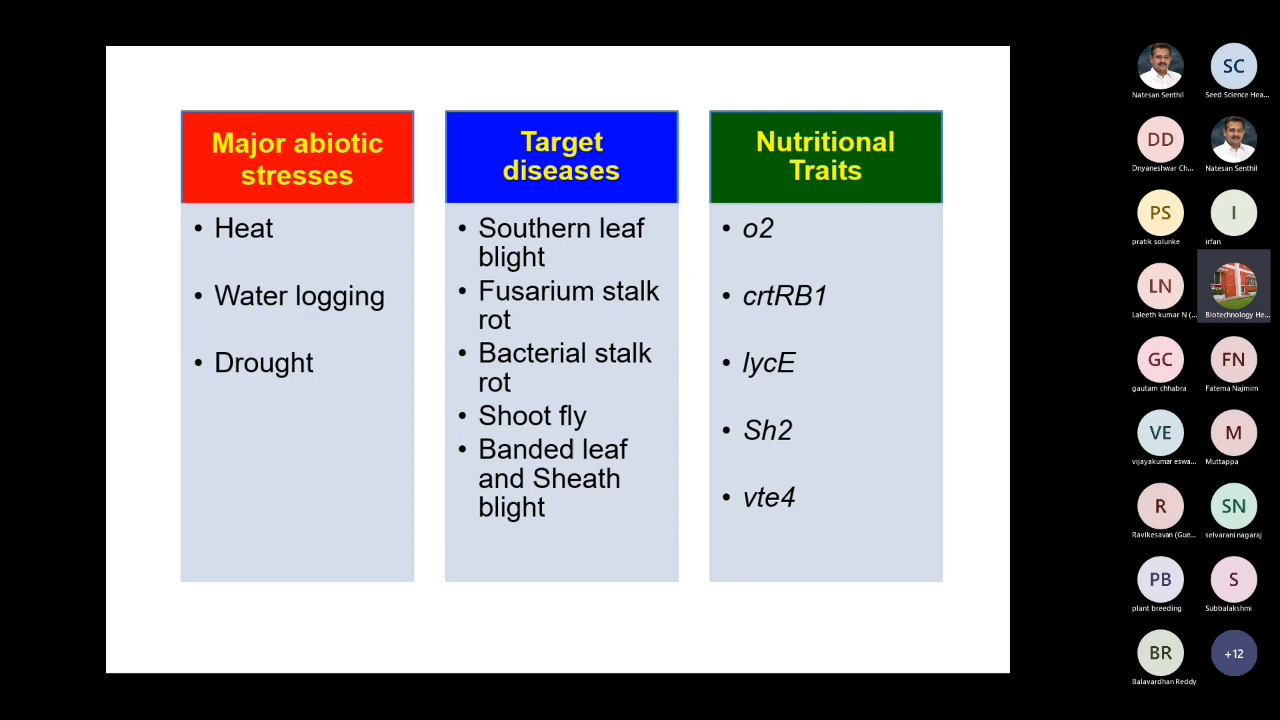 Major abiotic
stresses
• Heat
• Water logging
• Drought
Target
diseases
• Southern leaf
blight
• Fusarium stalk
rot
• Bacterial stalk
rot
• Shoot fly
• Banded leaf
and Sheath
blight
Nutritional
Traits
• o2
• crtRB1
• lycE
• Sh2
• vte4
Natesan Senthil
SC
Seed Science Hea...
DD
Dnyaneshwar Ch...
Natesan Senthil
PS
pratik solunke
I
irfan
LN
Laleeth kumar N (...
Biotechnology He...
GC
gautam chhabra
FN
Fatema Najmim
VE
vijayakumar eswa...
M
Muttappa
R
Ravikesavan (Gue...
SN
selvarani nagaraj
PB
plant breeding
S
Subbalakshmi
BR
Balavardhan Reddy
+12